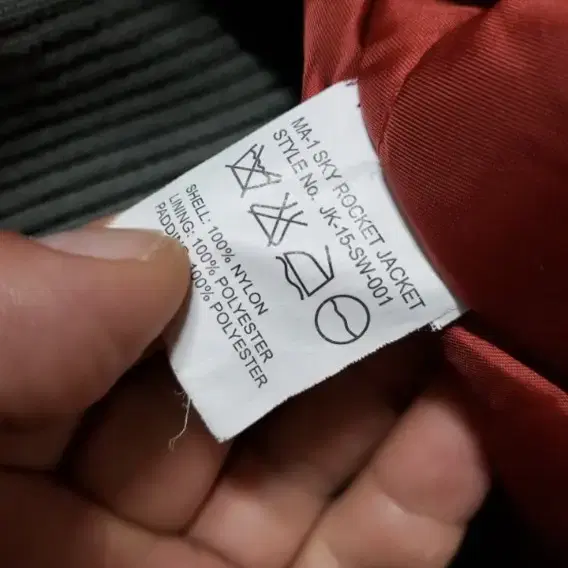 MA-1 SKY ROCKET JACKET
STYLE No. JK-15-SW-001
SHELL: 100% NYLON
LINING: 100% POLYESTER
100% POLYESTER